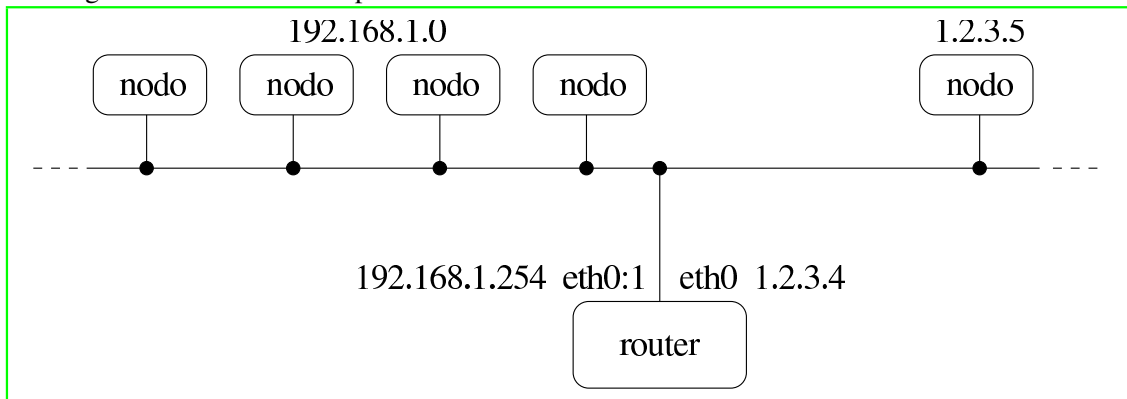 192.168.1.0 1.2.3.5
nodo nodo nodo nodo nodo
192.168.1.254 eth0:1 eth0 1.2.3.4
router